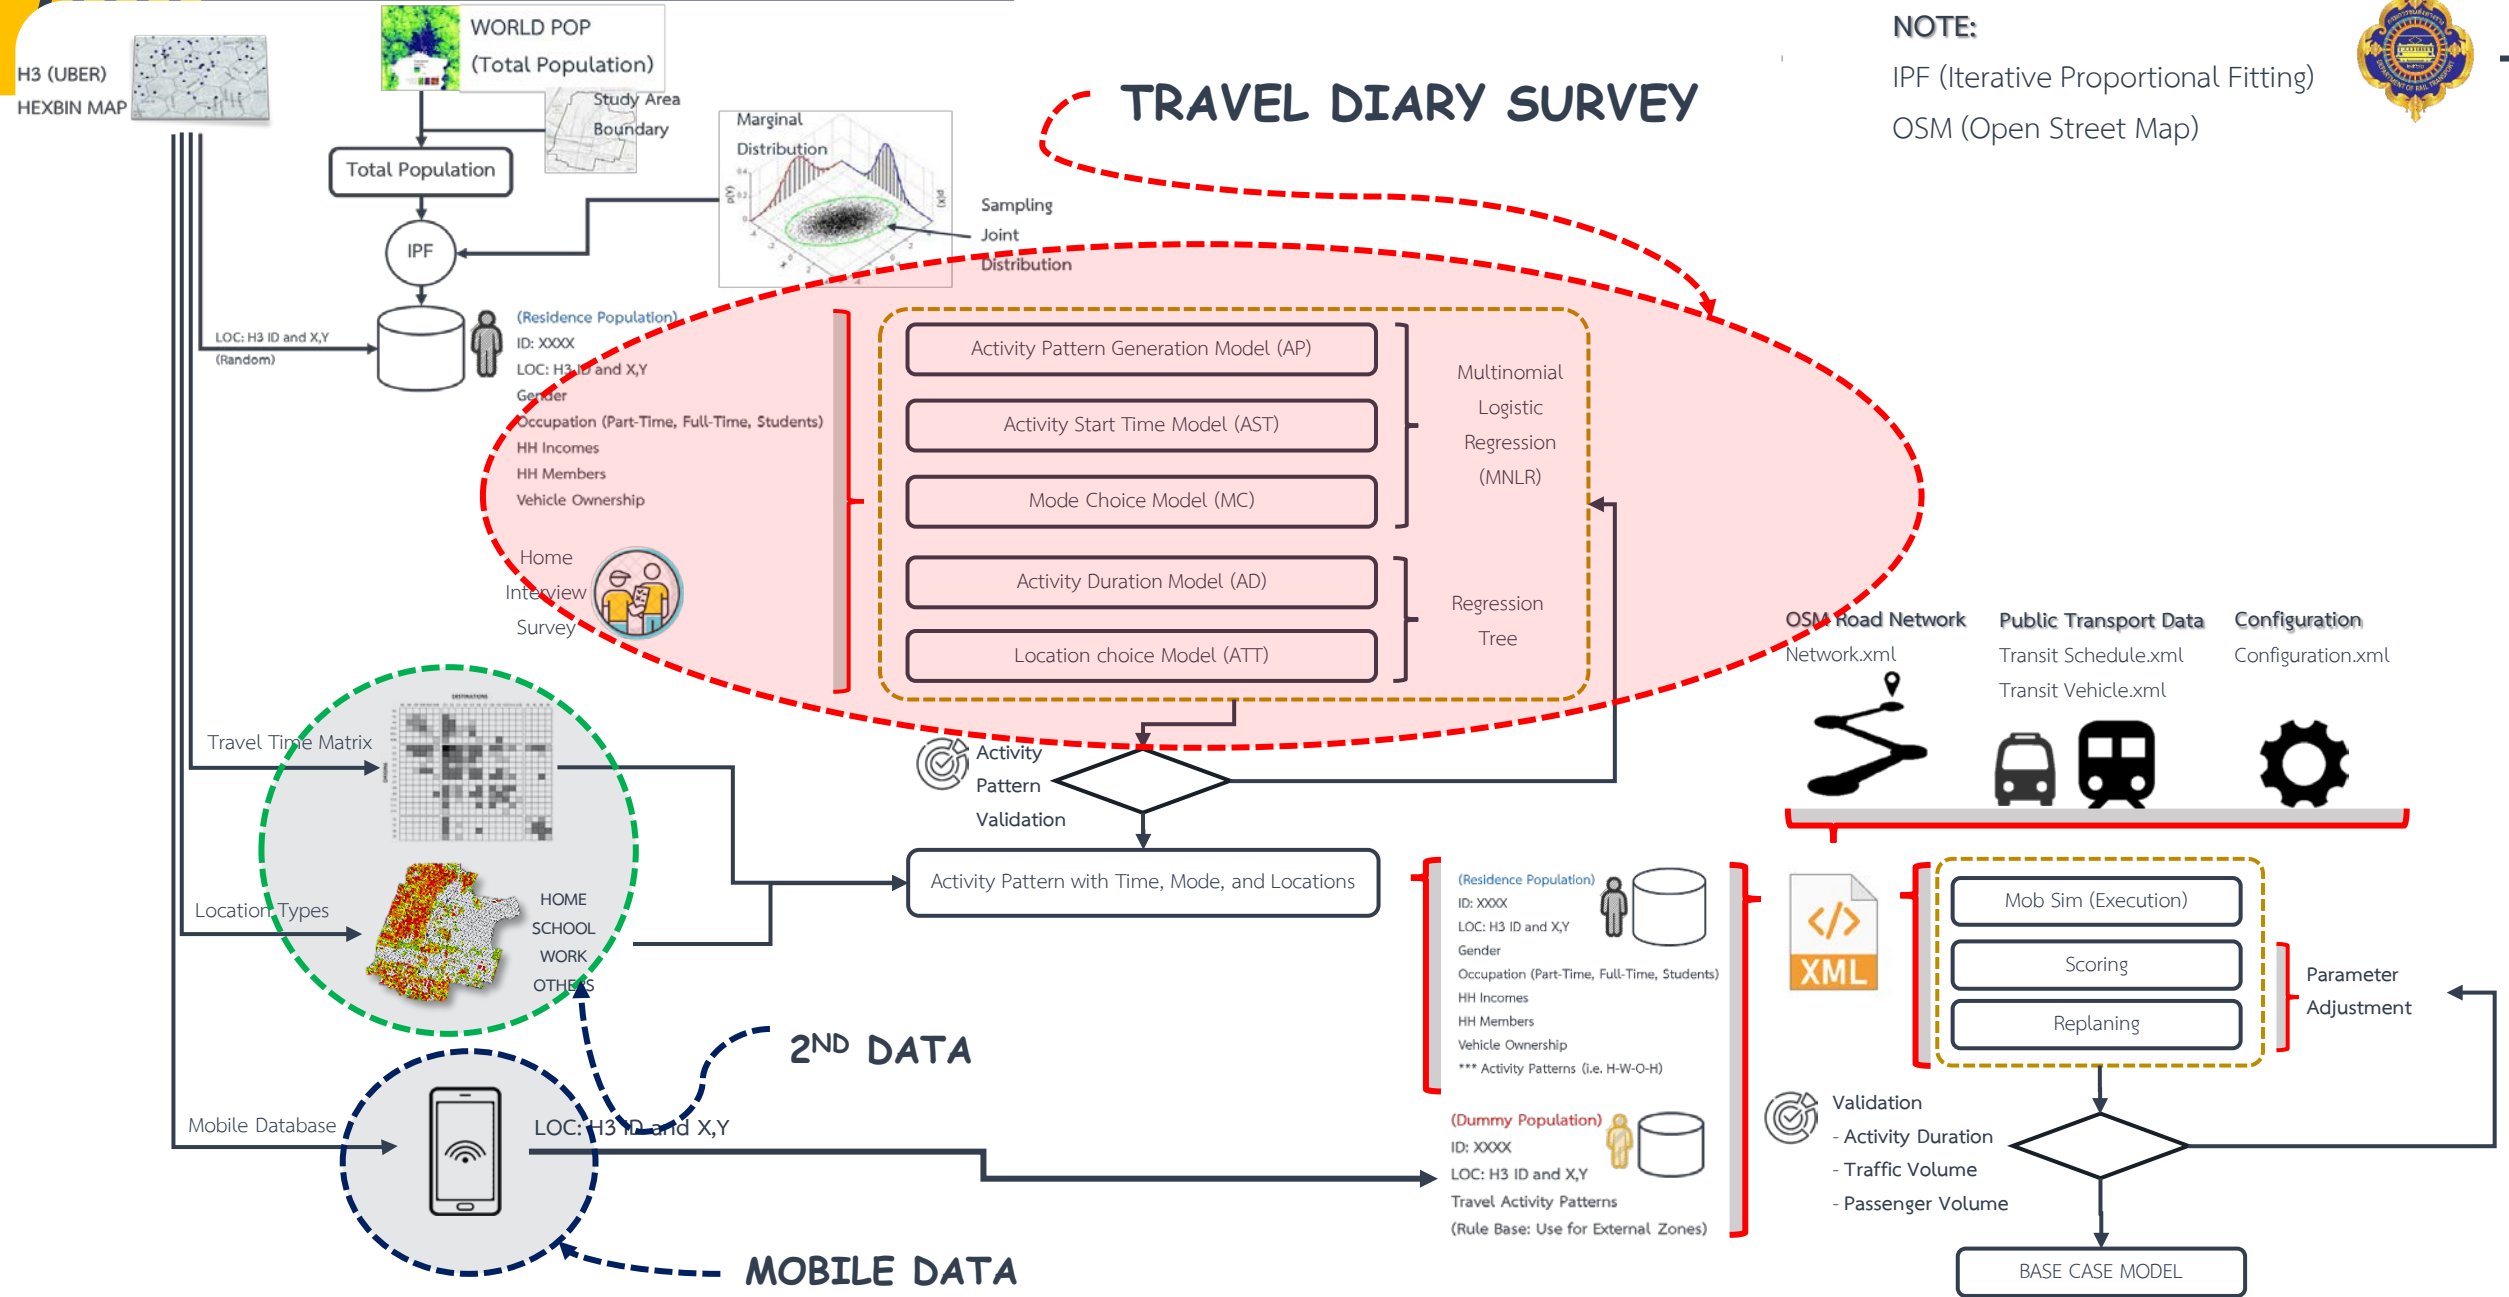 H3 (UBER)
HEXBIN MAP
WORLD POP
(Total Population)
Study Area
Boundary
Total Population
IPF
Marginal
Distribution
Sampling
Joint
Distribution
TRAVEL DIARY SURVEY
NOTE:
IPF (Iterative Proportional Fitting)
OSM (Open Street Map)
DEPARTMENT OF RAIL TRANSPORT
LOC: H3 ID and X,Y
(Random)
(Residence Population)
ID: XXXX
LOC: H3 ID and X,Y
Gender
Occupation (Part-Time, Full-Time, Students)
HH Incomes
HH Members
Vehicle Ownership
Home
Interview
Survey
Activity Pattern Generation Model (AP)
Activity Start Time Model (AST)
Mode Choice Model (MC)
Activity Duration Model (AD)
Location choice Model (ATT)
Multinomial
Logistic
Regression
(MNLR)
Regression
Tree
Activity
Pattern
Validation
Activity Pattern with Time, Mode, and Locations
Travel Time Matrix
DESTINATIONS
Location Types
HOME
SCHOOL
WORK
OTHERS
2ND DATA
Mobile Database
LOC: H3 ID and X,Y
MOBILE DATA
OSM Road Network
Network.xml
Public Transport Data
Transit Schedule.xml
Transit Vehicle.xml
Configuration
Configuration.xml
(Residence Population)
ID: XXXX
LOC: H3 ID and X,Y
Gender
Occupation (Part-Time, Full-Time, Students)
HH Incomes
HH Members
Vehicle Ownership
*** Activity Patterns (i.e. H-W-O-H)
(Dummy Population)
ID: XXXX
LOC: H3 ID and X,Y
Travel Activity Patterns
(Rule Base: Use for External Zones)
</>
XML
Mob Sim (Execution)
Scoring
Replaning
Parameter
Adjustment
Validation
- Activity Duration
- Traffic Volume
- Passenger Volume
BASE CASE MODEL